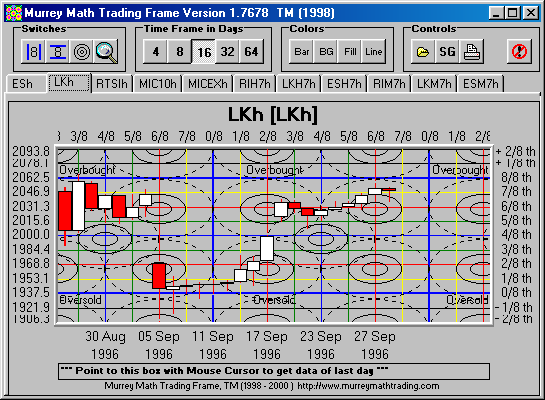 Murrey Math Trading Frame Version 1.7678 TM (1998)
Switches Time Frame in Days Colors Controls
4 8 16 32 64 Bar BG Fill Line SG
ESh LKh RTSIh MIC10h MICEXh RIH7h LKH7h ESH7h RIM7h LKM7h ESM7h
LKh [LKh]
3/8 4/8 5/8 6/8 7/8 0/8 1/8 2/8 3/8 4/8 5/8 6/8 7/8 0/8 1/8 2/8
2093.8 + 2/8 th
2078.1 Overbought Overbought Overbought + 1/8 th
2062.5 8/8 th
2046.9 7/8 th
2031.3 6/8 th
2015.6 5/8 th
2000.0 4/8 th
1984.4 3/8 th
1968.8 2/8 th
1953.1 1/8 th
1937.5 Oversold Oversold Oversold 0/8 th
1921.9 - 1/8 th
1906.3 - 2/8 th
30 Aug 05 Sep 11 Sep 17 Sep 23 Sep 27 Sep
1996 1996 1996 1996 1996 1996
*** Point to this box with Mouse Cursor to get data of last day ***
Murrey Math Trading Frame, TM (1998 - 2000 ) http://www.murreymathtrading.com